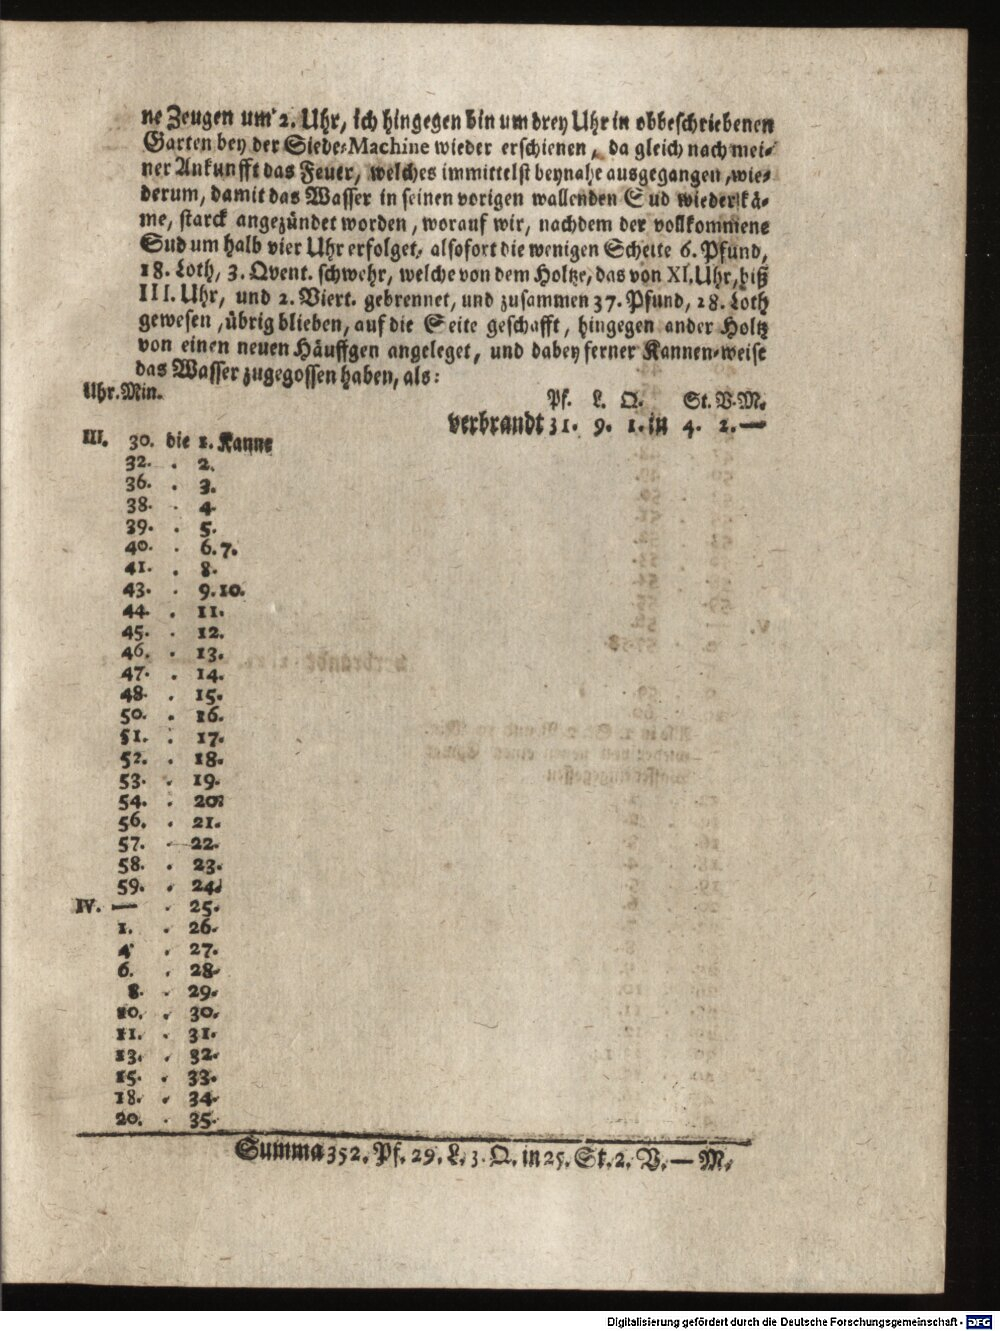 ne Zeugen um 2. Uhr, ich hingegen bin um drey Uhr in obbeschriebenen
Garten bey der Siede-Machine wieder erschienen, da gleich nach mei-
ner Ankunfft das Feuer, welches immittelst beynahe ausgegangen, wie-
derum, damit das Wasser in seinen vorigen wallenden Sud wieder kä-
me, starck angezündet worden, worauf wir, nachdem der vollkommene
Sud um halb vier Uhr erfolget, alsofort die wenigen Scheite 6. Pfund,
18. Loth, 3. Qvent. schwehr, welche von dem Holtze, das von XI. Uhr, biß
III. Uhr, und 2. Viert. gebrennet, und zusammen 37. Pfund, 28. Loth
gewesen, übrig blieben, auf die Seite geschafft, hingegen ander Holtz
von einen neuen Häuffgen angeleget, und dabey ferner Kannen-weise
das Wasser zugegossen haben, als:
Uhr. Min.
Pf. L. Q. St. V. M.
verbrandt 31. 9. 1. in 4. 2. —
III. 30. die 1. Kanne
32. . 2.
36. . 3.
38. . 4.
39. . 5.
40. . 6. 7.
41. . 8.
43. . 9. 10.
44. . 11.
45. . 12.
46. . 13.
47. . 14.
48. . 15.
50. . 16.
51. . 17.
52. . 18.
53. . 19.
54. . 20.
56. . 21.
57. . 22.
58. . 23.
59. . 24.
IV. — . 25.
1. . 26.
4. . 27.
6. . 28.
8. . 29.
10. . 30.
11. . 31.
13. . 32.
15. . 33.
18. . 34.
20. . 35.
Summa 352. Pf. 29. L. 3. Q. in 25. St. 2. V. — M.
Digitalisierung gefördert durch die Deutsche Forschungsgemeinschaft - DFG